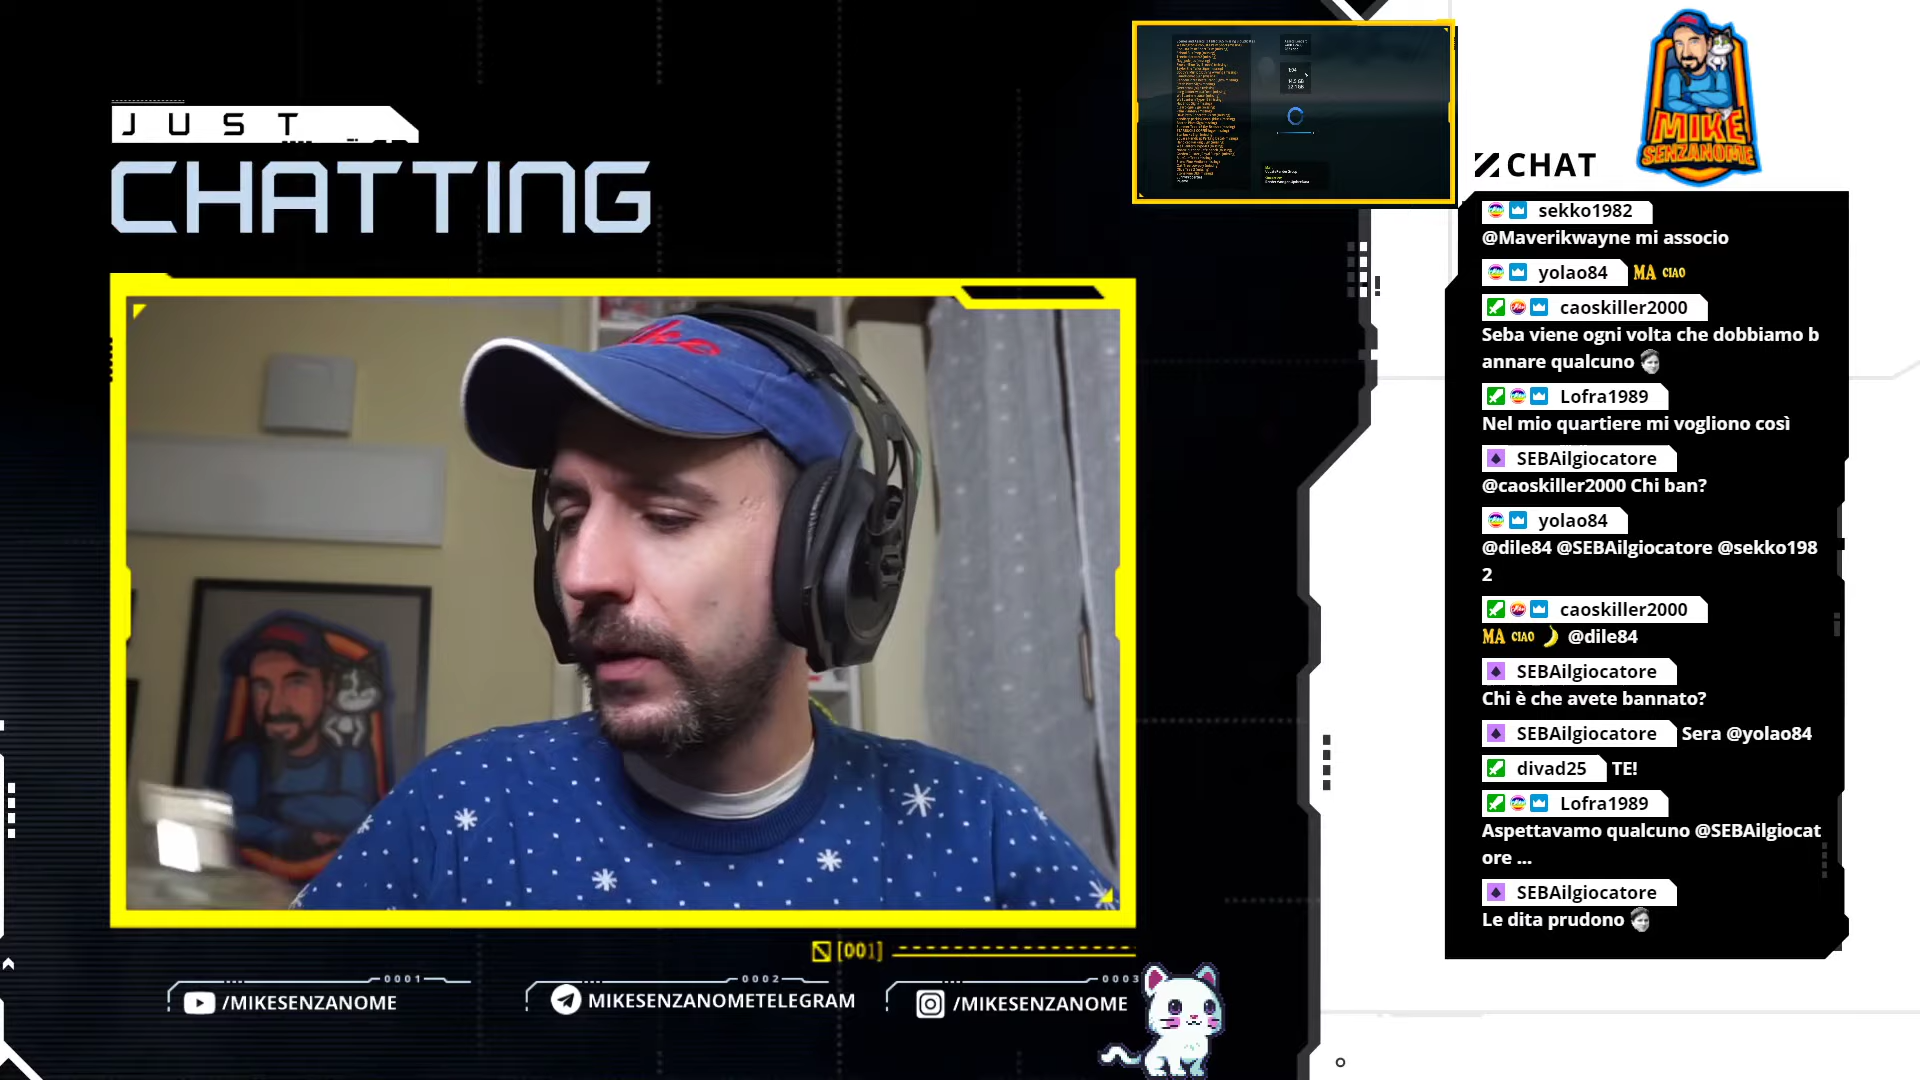 JUST
CHATTING
Mike
[001]
0001
/MIKESENZANOME
0002
MIKESENZANOMETELEGRAM
0003
/MIKESENZANOME
MIKE
SENZANOME
CHAT
sekko1982
@Maverikwayne mi associo
yolao84 MA CIAO
caoskiller2000
Seba viene ogni volta che dobbiamo b
annare qualcuno
Lofra1989
Nel mio quartiere mi vogliono così
SEBAilgiocatore
@caoskiller2000 Chi ban?
yolao84
@dile84 @SEBAilgiocatore @sekko198
2
caoskiller2000
MA CIAO @dile84
SEBAilgiocatore
Chi è che avete bannato?
SEBAilgiocatore Sera @yolao84
divad25 TE!
Lofra1989
Aspettavamo qualcuno @SEBAilgiocat
ore ...
SEBAilgiocatore
Le dita prudono